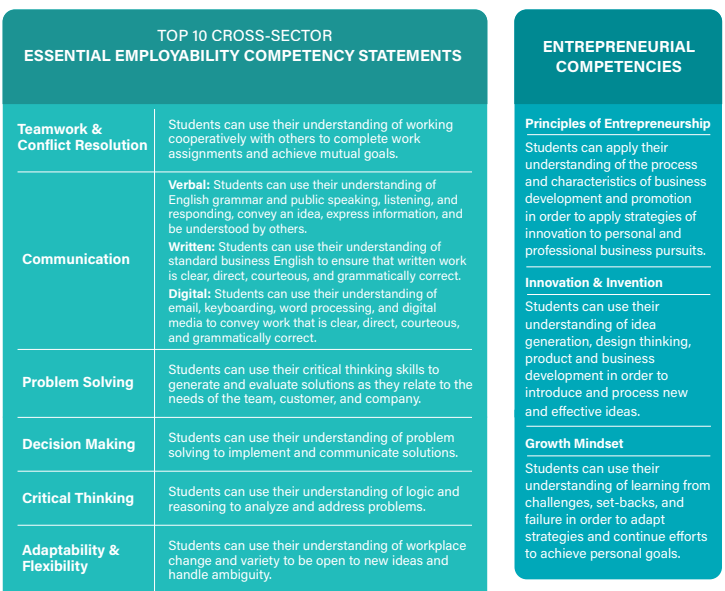 TOP 10 CROSS-SECTOR
ESSENTIAL EMPLOYABILITY COMPETENCY STATEMENTS
Teamwork &
Conflict Resolution
Students can use their understanding of working
cooperatively with others to complete work
assignments and achieve mutual goals.
Communication
Verbal: Students can use their understanding of
English grammar and public speaking, listening, and
responding, convey an idea, express information, and
be understood by others.
Written: Students can use their understanding of
standard business English to ensure that written work
is clear, direct, courteous, and grammatically correct.
Digital: Students can use their understanding of
email, keyboarding, word processing, and digital
media to convey work that is clear, direct, courteous,
and grammatically correct.
Problem Solving
Students can use their critical thinking skills to
generate and evaluate solutions as they relate to the
needs of the team, customer, and company.
Decision Making
Students can use their understanding of problem
solving to implement and communicate solutions.
Critical Thinking
Students can use their understanding of logic and
reasoning to analyze and address problems.
Adaptability &
Flexibility
Students can use their understanding of workplace
change and variety to be open to new ideas and
handle ambiguity.
ENTREPRENEURIAL
COMPETENCIES
Principles of Entrepreneurship
Students can apply their
understanding of the process
and characteristics of business
development and promotion
in order to apply strategies of
innovation to personal and
professional business pursuits.
Innovation & Invention
Students can use their
understanding of idea
generation, design thinking,
product and business
development in order to
introduce and process new
and effective ideas.
Growth Mindset
Students can use their
understanding of learning from
challenges, set-backs, and
failure in order to adapt
strategies and continue efforts
to achieve personal goals.